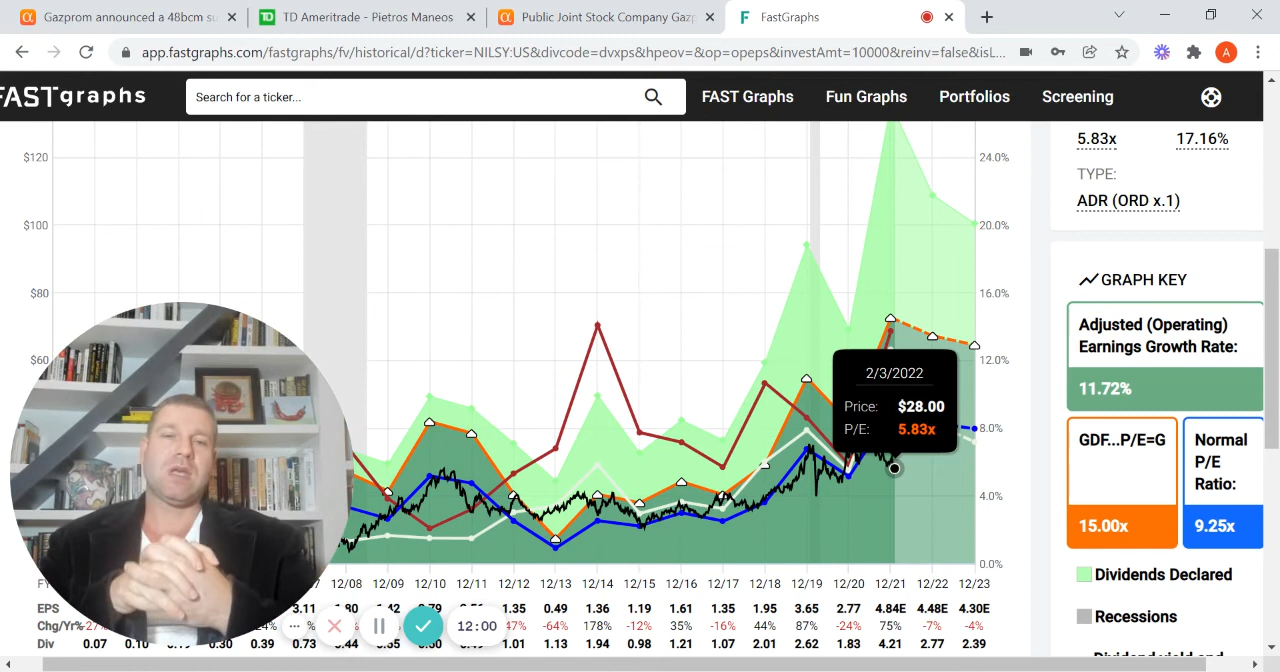 Gazprom announced a 48bcm su
TD Ameritrade - Pietros Maneos
Public Joint Stock Company Gazp
FastGraphs
app.fastgraphs.com/fastgraphs/fv/historical/d?ticker=NILSY:US&divcode=dvxps&hpeov=&op=opeps&investAmt=10000&reinv=false&isL...
A
FASTgraphs
Search for a ticker...
FAST Graphs
Fun Graphs
Portfolios
Screening
$120
$100
$80
$60
24.0%
20.0%
16.0%
12.0%
8.0%
4.0%
0.0%
2/3/2022
Price: $28.00
P/E: 5.83x
12/08 12/09 12/10 12/11 12/12 12/13 12/14 12/15 12/16 12/17 12/18 12/19 12/20 12/21 12/22 12/23
EPS 3.11 1.35 0.49 1.36 1.19 1.61 1.35 1.95 3.65 2.77 4.84E 4.48E 4.30E
Chg/Yr% 47% -64% 178% -12% 35% -16% 44% 87% -24% 75% -7% -4%
Div 0.07 0.39 0.73 1.01 1.13 1.94 0.98 1.21 1.07 2.01 2.62 1.83 4.21 2.77 2.39
12:00
5.83x
17.16%
TYPE:
ADR (ORD x.1)
GRAPH KEY
Adjusted (Operating)
Earnings Growth Rate:
11.72%
GDF...P/E=G
15.00x
Normal
P/E
Ratio:
9.25x
Dividends Declared
Recessions